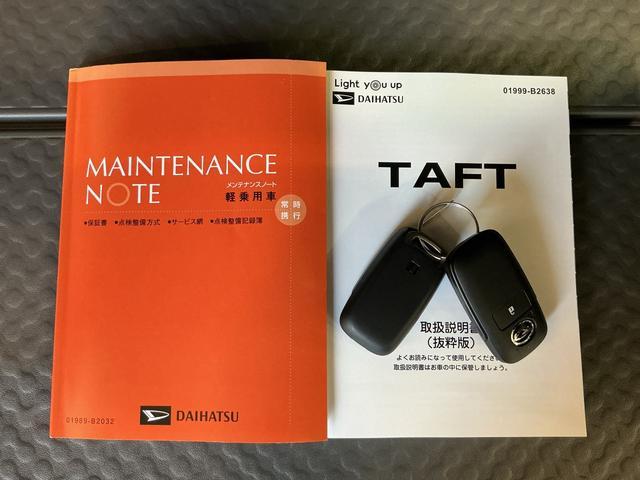 MAINTENANCE
NOTE
メンテナンスノート
軽乗用車
常時
携行
●保証書 ●点検整備方式 ●サービス網 ●点検整備記録簿
01989-B2032
DAIHATSU
Light you up
DAIHATSU
01999-B2638
TAFT
取扱説明書
(抜粋版)
よくお読みになって使用してください
取扱説明書はお車の中に保管しましょう。